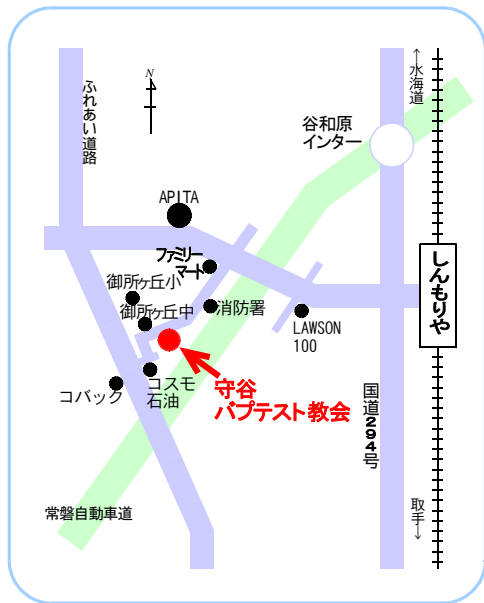 N
ふれあい道路
←水海道
谷和原
インター
APITA
ファミリー
マート
しんもりや
御所ヶ丘小
御所ヶ丘中
消防署
LAWSON
100
コバック
コスモ
石油
守谷
バプテスト教会
国道294号
常磐自動車道
取手→